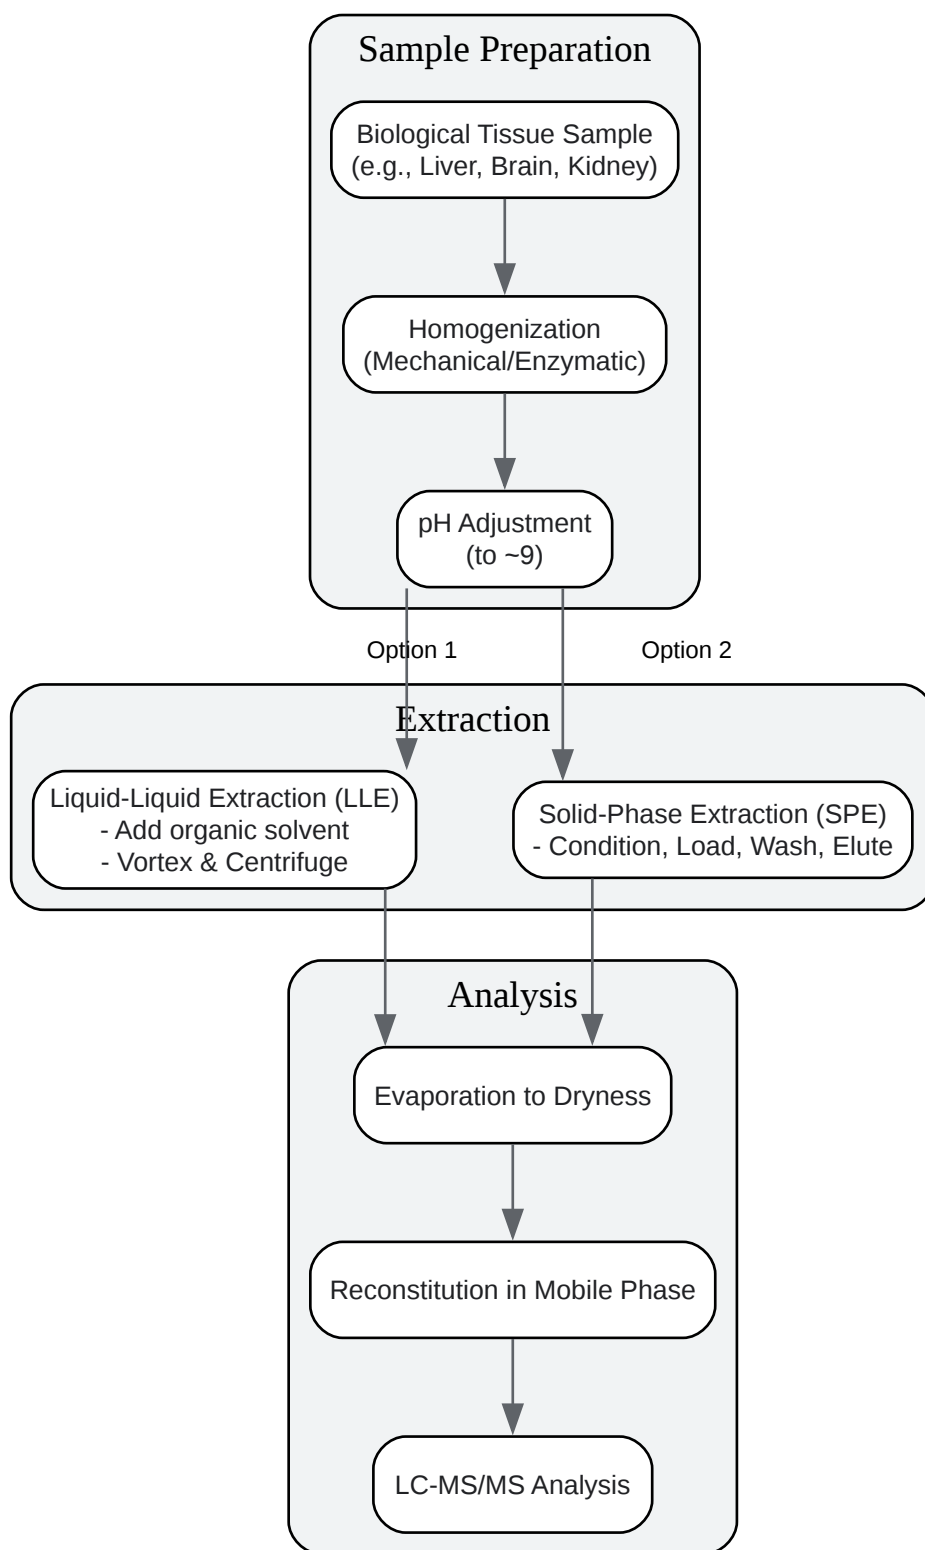 Sample Preparation
Biological Tissue Sample
(e.g., Liver, Brain, Kidney)
Homogenization
(Mechanical/Enzymatic)
pH Adjustment
(to ~9)
Option 1
Option 2
Extraction
Liquid-Liquid Extraction (LLE)
- Add organic solvent
- Vortex & Centrifuge
Solid-Phase Extraction (SPE)
- Condition, Load, Wash, Elute
Analysis
Evaporation to Dryness
Reconstitution in Mobile Phase
LC-MS/MS Analysis